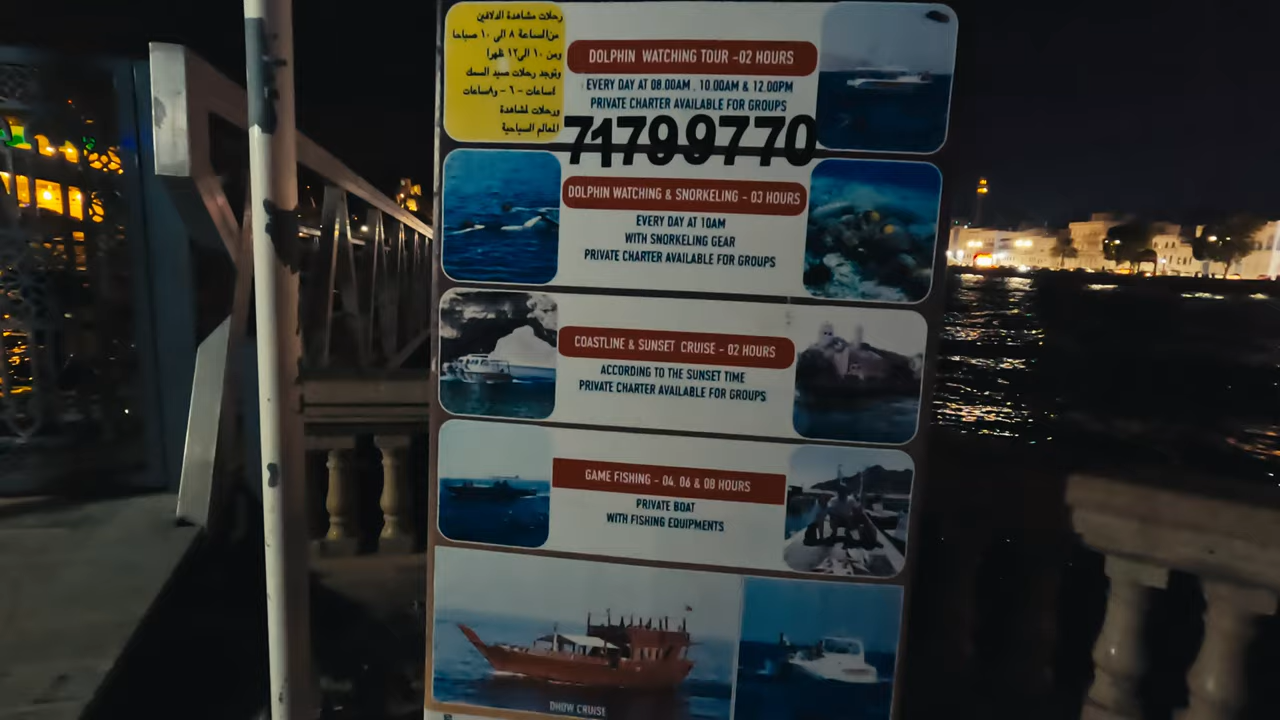 رحلات مشاهدة الدلافين
من الساعة ٨ الى ١٠ صباحا
ومن ١٠ الى ١٢ ظهرا
وتوجد رحلات صيد السمك
٤ساعات - ٦ - و٨ساعات
ورحلات لمشاهدة
المعالم السياحية
DOLPHIN WATCHING TOUR -02 HOURS
EVERY DAY AT 08.00AM , 10.00AM & 12.00PM
PRIVATE CHARTER AVAILABLE FOR GROUPS
71799770
DOLPHIN WATCHING & SNORKELING - 03 HOURS
EVERY DAY AT 10AM
WITH SNORKELING GEAR
PRIVATE CHARTER AVAILABLE FOR GROUPS
COASTLINE & SUNSET CRUISE - 02 HOURS
ACCORDING TO THE SUNSET TIME
PRIVATE CHARTER AVAILABLE FOR GROUPS
GAME FISHING - 04, 06 & 08 HOURS
PRIVATE BOAT
WITH FISHING EQUIPMENTS
DHOW CRUISE